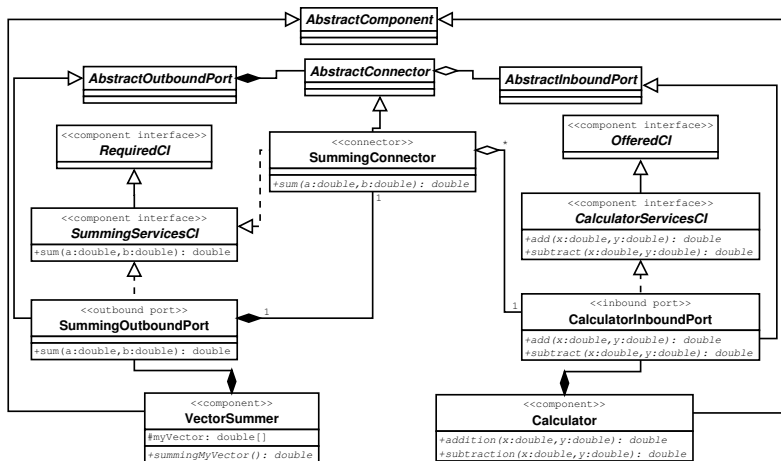 AbstractComponent
AbstractOutboundPort
AbstractConnector
AbstractInboundPort
<<component interface>>
RequiredCI
<<connector>>
SummingConnector
+sum(a:double,b:double): double
*
1
<<component interface>>
OfferedCI
<<component interface>>
SummingServicesCI
+sum(a:double,b:double): double
<<component interface>>
CalculatorServicesCI
+add(x:double,y:double): double
+subtract(x:double,y:double): double
<<outbound port>>
SummingOutboundPort
+sum(a:double,b:double): double
1
1
<<inbound port>>
CalculatorInboundPort
+add(x:double,y:double): double
+subtract(x:double,y:double): double
<<component>>
VectorSummer
#myVector: double[]
+summingMyVector(): double
<<component>>
Calculator
+addition(x:double,y:double): double
+subtraction(x:double,y:double): double